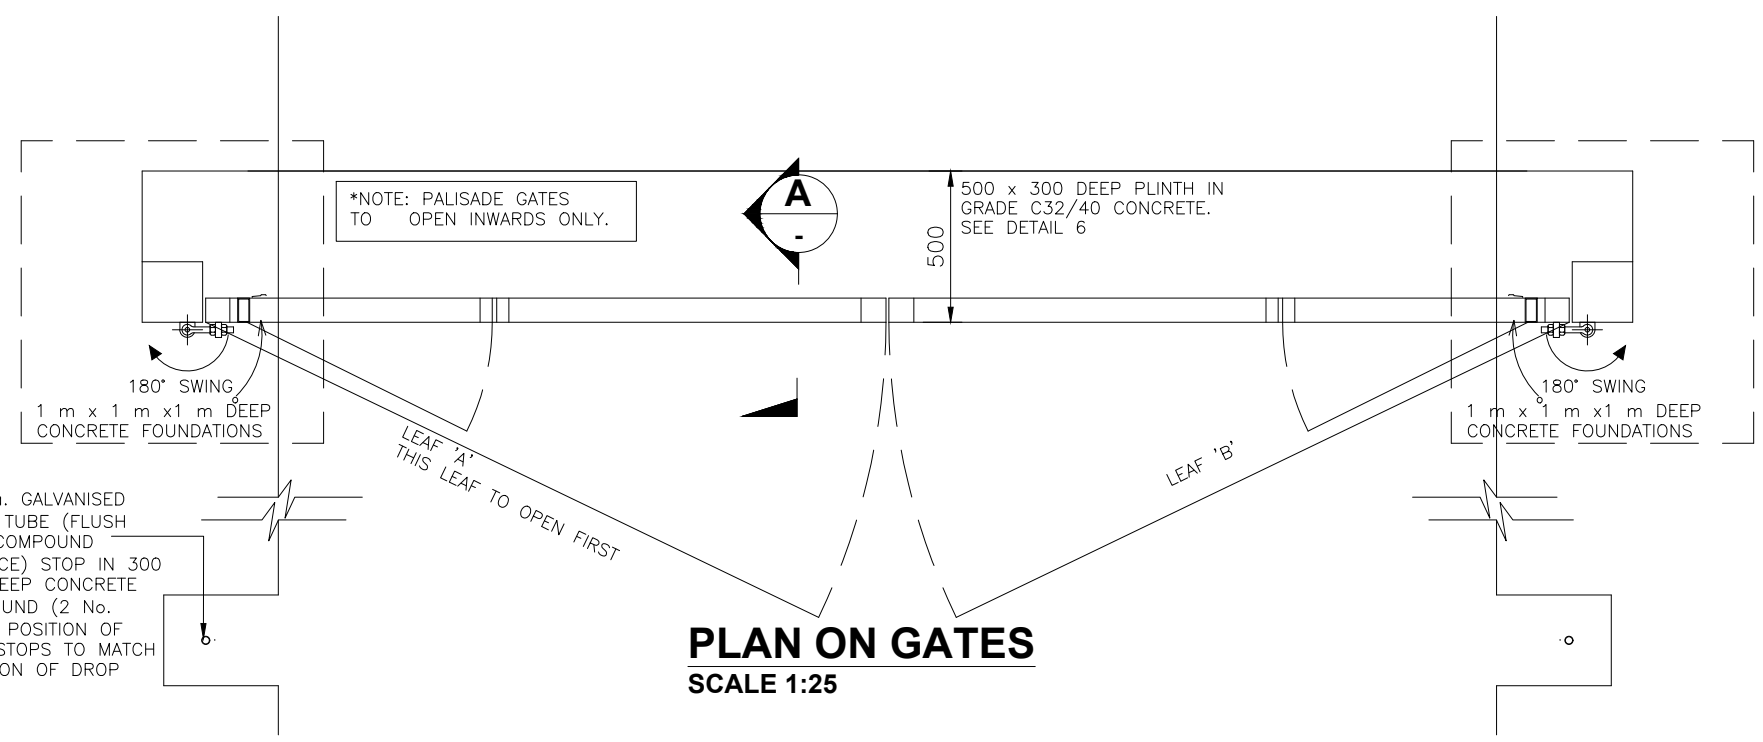 *NOTE: PALISADE GATES
TO OPEN INWARDS ONLY.
A
-
500
500 x 300 DEEP PLINTH IN
GRADE C32/40 CONCRETE.
SEE DETAIL 6
180° SWING
1 m x 1 m x1 m DEEP
CONCRETE FOUNDATIONS
180° SWING
1 m x 1 m x1 m DEEP
CONCRETE FOUNDATIONS
LEAF 'A'
THIS LEAF TO OPEN FIRST
LEAF 'B'
GALVANISED
TUBE (FLUSH
COMPOUND
STOP IN 300
CONCRETE
(2 No.
POSITION OF
STOPS TO MATCH
OF DROP
PLAN ON GATES
SCALE 1:25